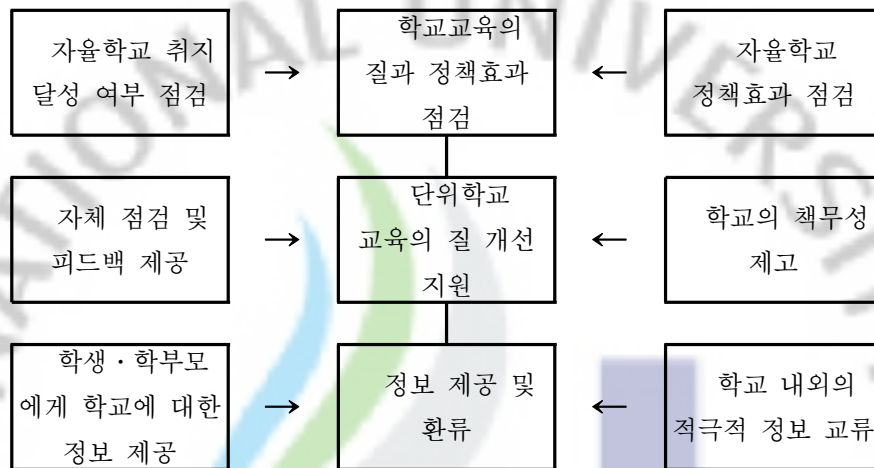 자율학교 취지
달성 여부 점검
→
학교교육의
질과 정책효과
점검
←
자율학교
정책효과 점검
자체 점검 및
피드백 제공
→
단위학교
교육의 질 개선
지원
←
학교의 책무성
제고
학생·학부모
에게 학교에 대한
정보 제공
→
정보 제공 및
환류
←
학교 내외의
적극적 정보 교류
NATIONAL UNIVERSITY